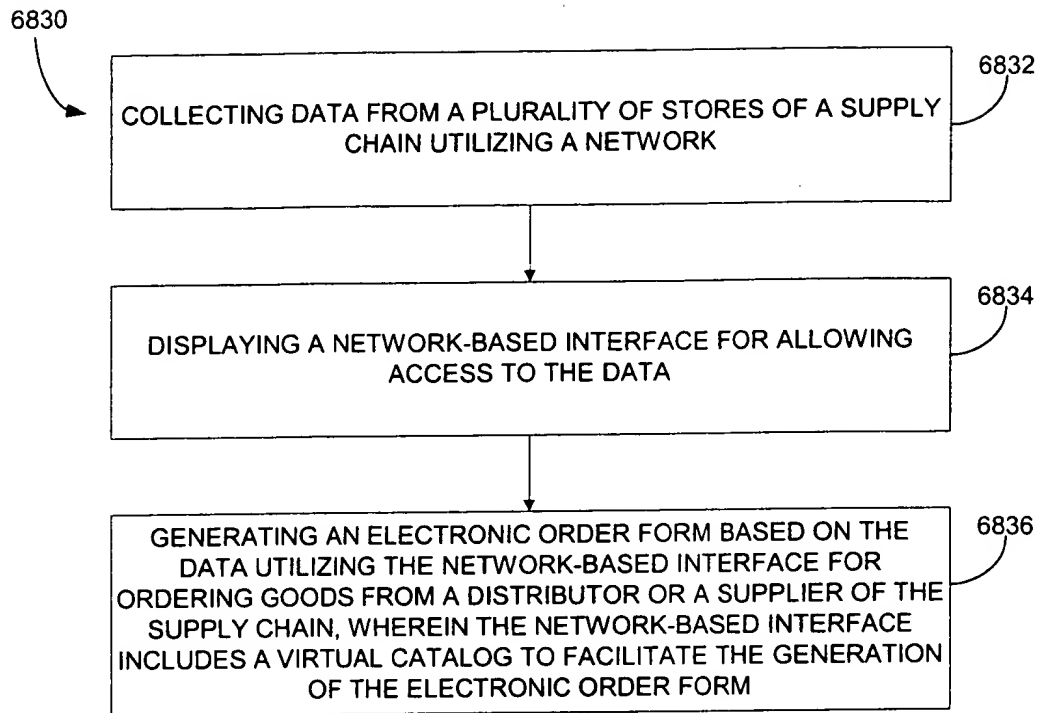 6830
6832
COLLECTING DATA FROM A PLURALITY OF STORES OF A SUPPLY
CHAIN UTILIZING A NETWORK
6834
DISPLAYING A NETWORK-BASED INTERFACE FOR ALLOWING
ACCESS TO THE DATA
6836
GENERATING AN ELECTRONIC ORDER FORM BASED ON THE
DATA UTILIZING THE NETWORK-BASED INTERFACE FOR
ORDERING GOODS FROM A DISTRIBUTOR OR A SUPPLIER OF THE
SUPPLY CHAIN, WHEREIN THE NETWORK-BASED INTERFACE
INCLUDES A VIRTUAL CATALOG TO FACILITATE THE GENERATION
OF THE ELECTRONIC ORDER FORM